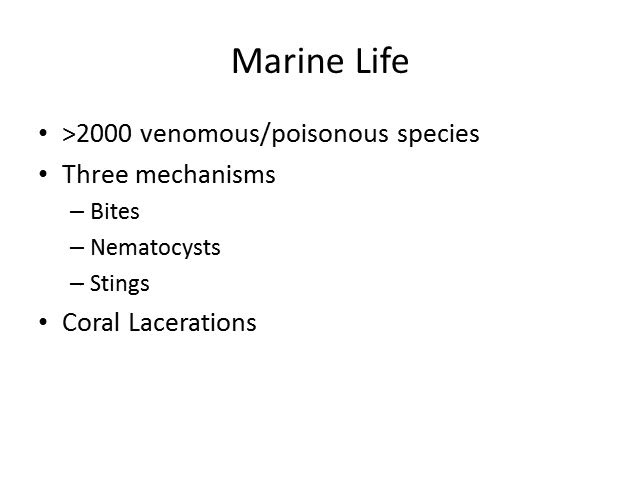 Marine Life
• >2000 venomous/poisonous species
• Three mechanisms
– Bites
– Nematocysts
– Stings
• Coral Lacerations